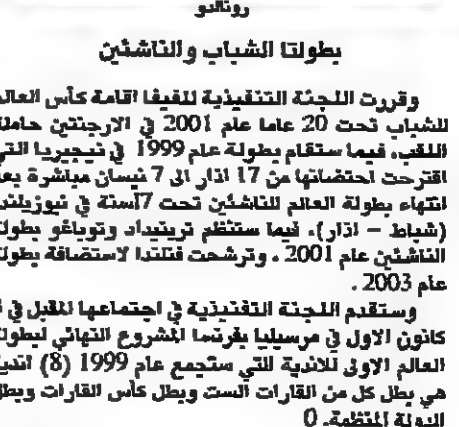 رونالدو
بطولتا الشباب والناشئين
وقررت اللجنة التنفيذية للفيفا اقامة كأس العالم
للشباب تحت 20 عاما عام 2001 في الارجنتين حاملة
اللقب، فيما ستقام بطولة عام 1999 في نيجيريا التي
اقترحت احتضانها من 17 اذار الى 7 نيسان مباشرة بعد
انتهاء بطولة العالم للناشئين تحت 17سنة في نيوزيلندا
(شباط – اذار)، فيما ستنظم ترينيداد وتوباغو بطولة
الناشئين عام 2001 . وترشحت فنلندا لاستضافة بطولة
عام 2003 .
وستقدم اللجنة التفنيذية في اجتماعها المقبل في
كانون الاول في مرسيليا بفرنسا المشروع النهائي لبطولة
العالم الاولى للاندية التي ستجمع عام 1999 (8) اندية
هي بطل كل من القارات الست وبطل كأس القارات وبطل
الدولة المنظمة. 0